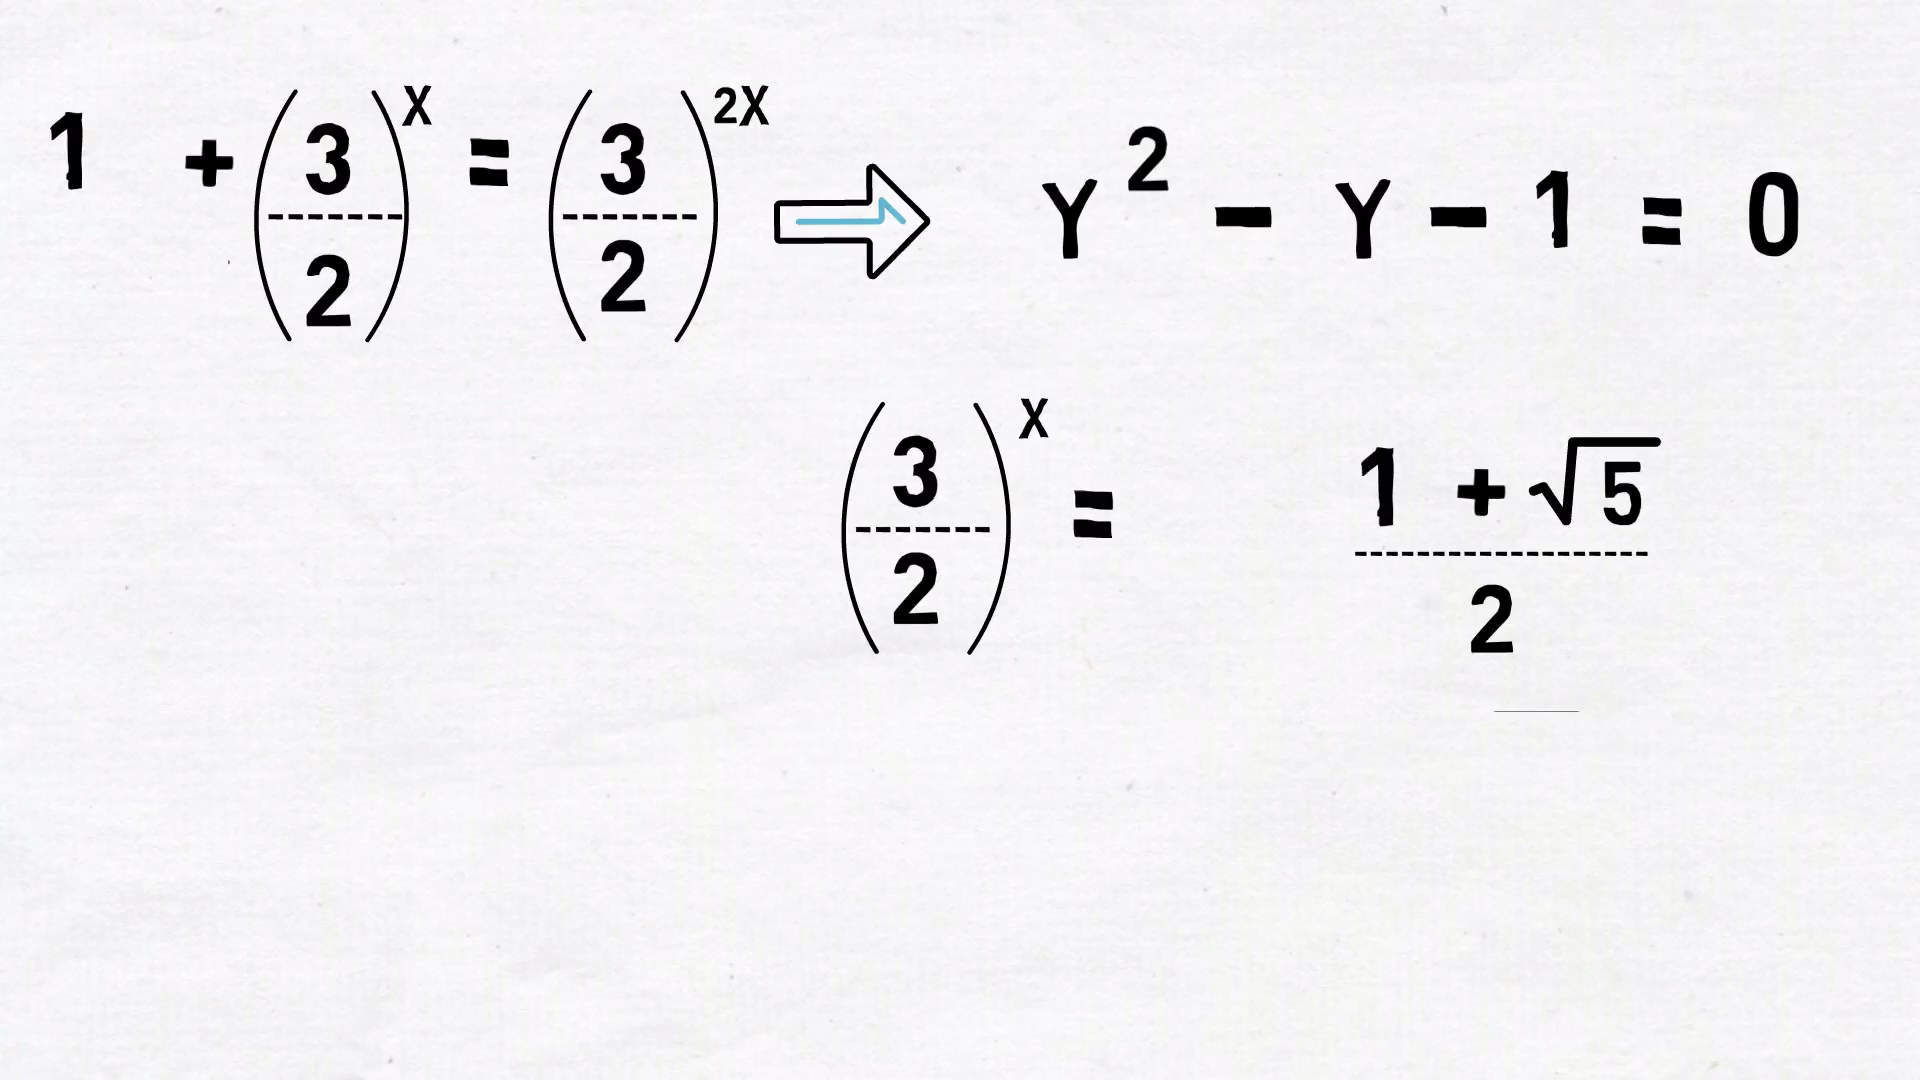 1 + (3/2)^X = (3/2)^2X ⇒ Y^2 - Y - 1 = 0
(3/2)^X = (1 + √5)/2